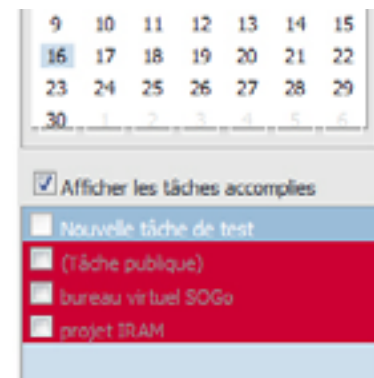 9 10 11 12 13 14 15
16 17 18 19 20 21 22
23 24 25 26 27 28 29
30 1 2 3 4 5 6
Afficher les tâches accomplies
Nouvelle tâche de test
(Tâche publique)
bureau virtuel SOGo
projet IRAM